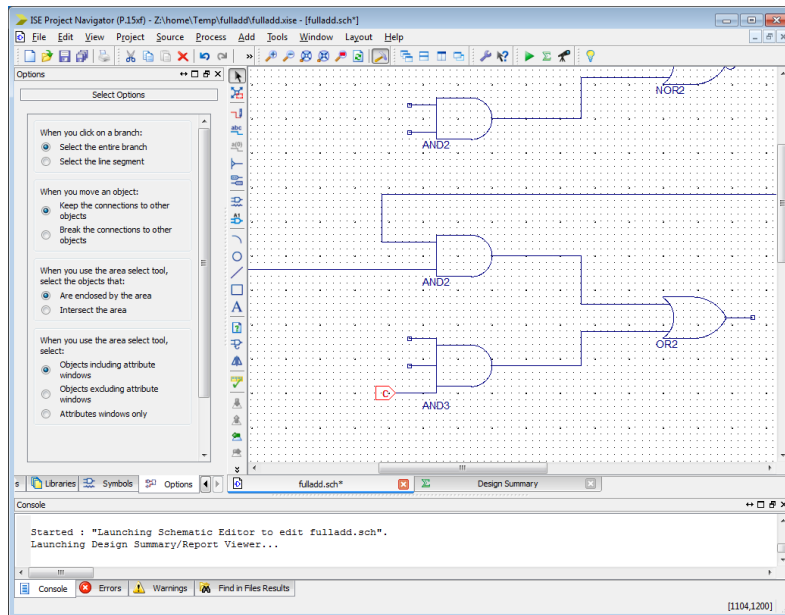 ISE Project Navigator (P.15xf) - Z:\home\Temp\fulladd\fulladd.xise - [fulladd.sch*]
File Edit View Project Source Process Add Tools Window Layout Help
Options
Select Options
When you click on a branch:
Select the entire branch
Select the line segment
When you move an object:
Keep the connections to other
objects
Break the connections to other
objects
When you use the area select tool,
select the objects that:
Are enclosed by the area
Intersect the area
When you use the area select tool,
select:
Objects including attribute
windows
Objects excluding attribute
windows
Attributes windows only
abc
A1
A
NOR2
AND2
AND2
OR2
C
AND3
s Libraries Symbols Options
fulladd.sch*
Design Summary
Console
Started : "Launching Schematic Editor to edit fulladd.sch".
Launching Design Summary/Report Viewer...
Console Errors Warnings Find in Files Results
[1104,1200]